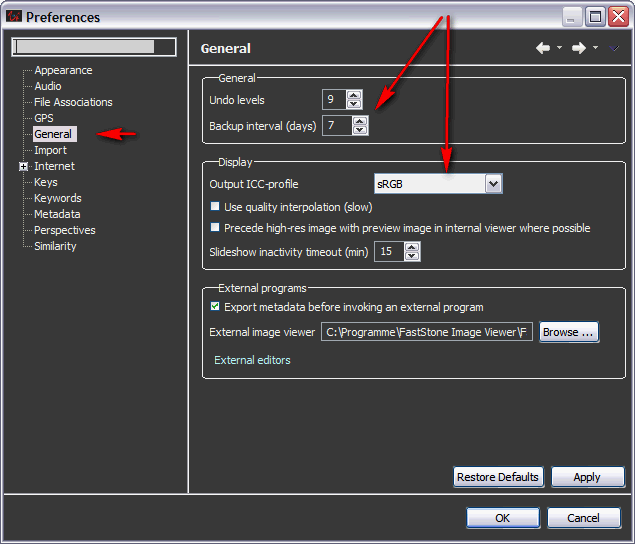 Preferences
General
Appearance
Audio
File Associations
GPS
General
Import
Internet
Keys
Keywords
Metadata
Perspectives
Similarity
General
Undo levels 9
Backup interval (days) 7
Display
Output ICC-profile sRGB
Use quality interpolation (slow)
Precede high-res image with preview image in internal viewer where possible
Slideshow inactivity timeout (min) 15
External programs
Export metadata before invoking an external program
External image viewer C:\Programme\FastStone Image Viewer\F Browse ...
External editors
Restore Defaults Apply
OK Cancel